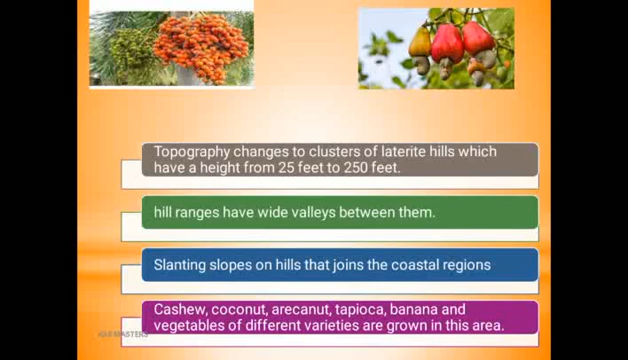 Topography changes to clusters of laterite hills which
have a height from 25 feet to 250 feet.
hill ranges have wide valleys between them.
Slanting slopes on hills that joins the coastal regions
Cashew, coconut, arecanut, tapioca, banana and
vegetables of different varieties are grown in this area.
MASTERS